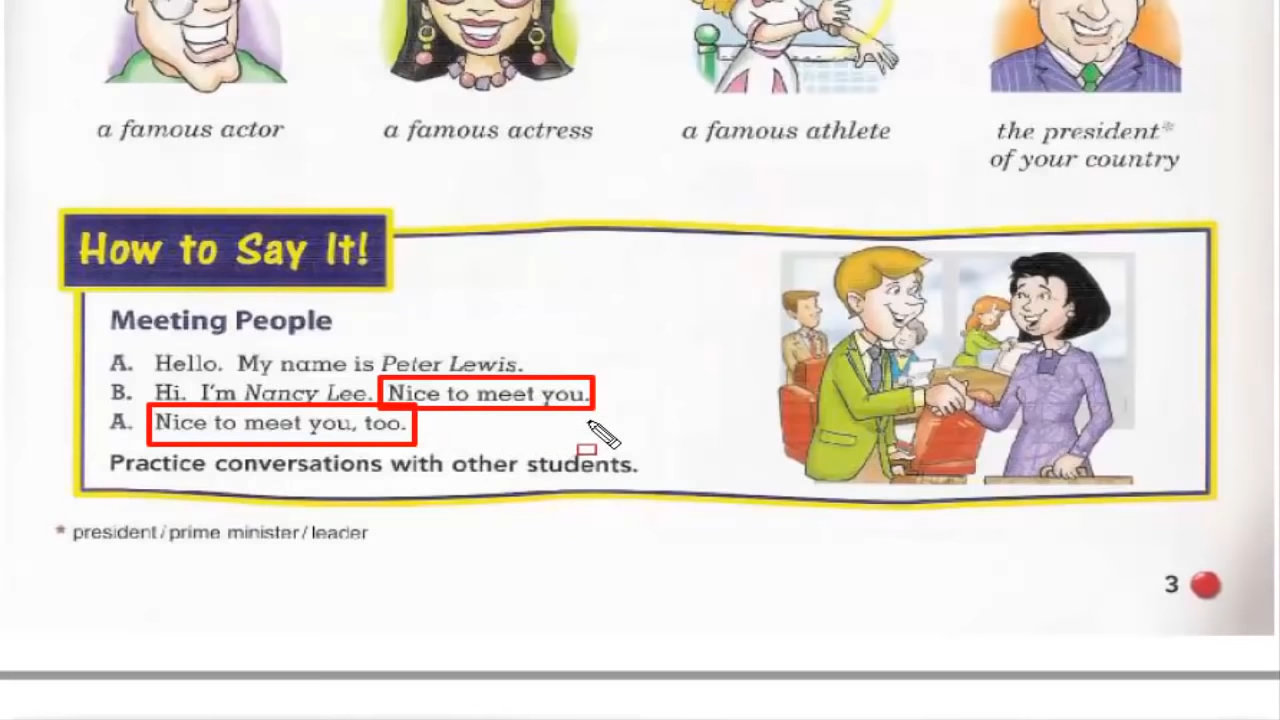 a famous actor
a famous actress
a famous athlete
the president*
of your country
How to Say It!
Meeting People
A. Hello. My name is Peter Lewis.
B. Hi. I'm Nancy Lee. Nice to meet you.
A. Nice to meet you, too.
Practice conversations with other students.
* president/prime minister/leader
3